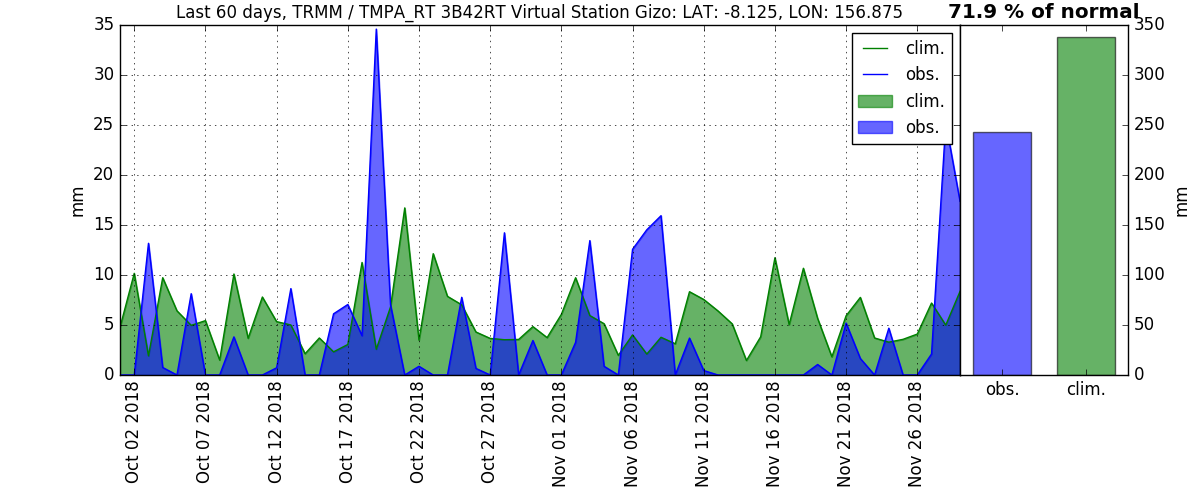 Last 60 days, TRMM / TMPA_RT 3B42RT Virtual Station Gizo: LAT: -8.125, LON: 156.875
71.9 % of normal
mm
35
30
25
20
15
10
5
0
clim.
obs.
clim.
obs.
Oct 02 2018
Oct 07 2018
Oct 12 2018
Oct 17 2018
Oct 22 2018
Oct 27 2018
Nov 01 2018
Nov 06 2018
Nov 11 2018
Nov 16 2018
Nov 21 2018
Nov 26 2018
350
300
250
200
150
100
50
0
mm
obs.
clim.